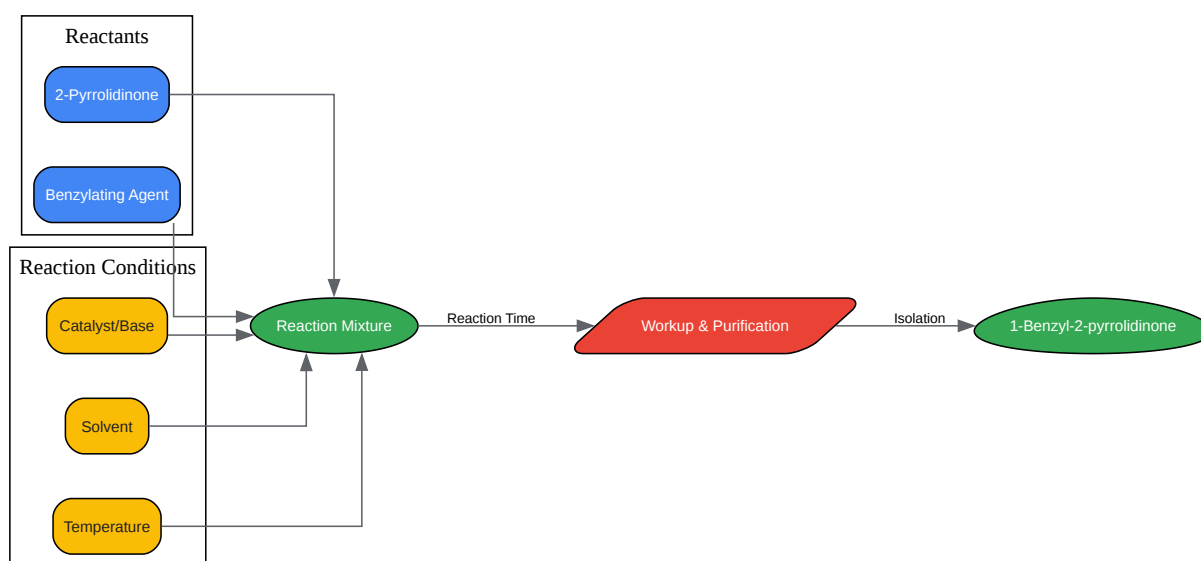 Reactants
2-Pyrrolidinone
Benzylating Agent
Reaction Conditions
Catalyst/Base
Solvent
Temperature
Reaction Mixture
Reaction Time
Workup & Purification
Isolation
1-Benzyl-2-pyrrolidinone